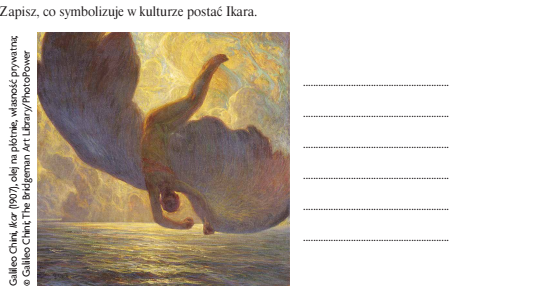 Zapisz, co symbolizuje w kulturze postać Ikara.
Galileo Chini, Ikar (1907), olej na płótnie, własność prywatna;
© Galileo Chini; The Bridgeman Art Library/PhotoPower